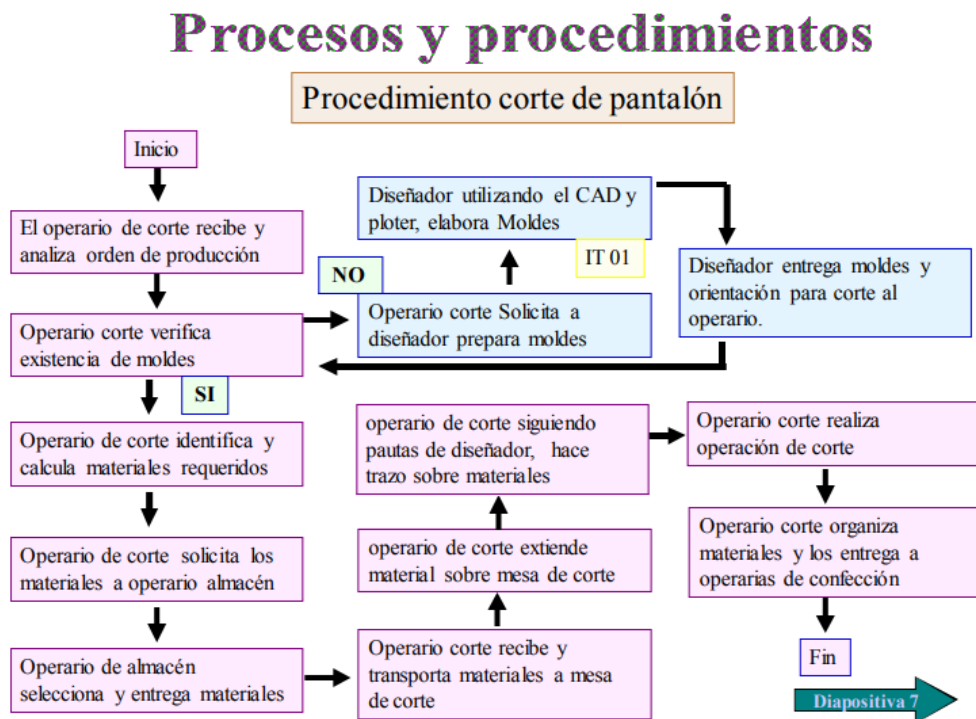 Procesos y procedimientos
Procedimiento corte de pantalón
Inicio
El operario de corte recibe y
analiza orden de producción
Operario corte verifica
existencia de moldes
NO
Operario corte Solicita a
diseñador prepara moldes
Diseñador utilizando el CAD y
ploter, elabora Moldes
IT 01
Diseñador entrega moldes y
orientación para corte al
operario.
SI
Operario de corte identifica y
calcula materiales requeridos
Operario de corte solicita los
materiales a operario almacén
Operario de almacén
selecciona y entrega materiales
Operario corte recibe y
transporta materiales a mesa
de corte
operario de corte extiende
material sobre mesa de corte
operario de corte siguiendo
pautas de diseñador, hace
trazo sobre materiales
Operario corte realiza
operación de corte
Operario corte organiza
materiales y los entrega a
operarias de confección
Fin
Diapositiva 7